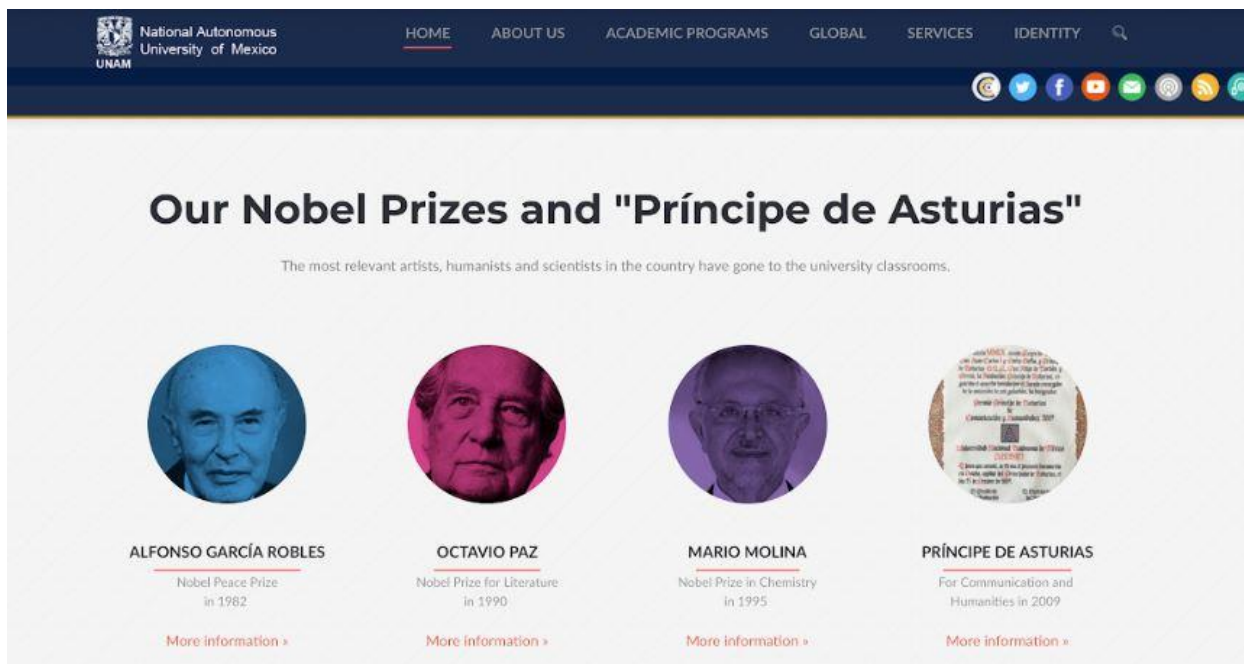 National Autonomous
University of Mexico
UNAM
HOME ABOUT US ACADEMIC PROGRAMS GLOBAL SERVICES IDENTITY
Our Nobel Prizes and "Príncipe de Asturias"
The most relevant artists, humanists and scientists in the country have gone to the university classrooms.
ALFONSO GARCÍA ROBLES
Nobel Peace Prize
in 1982
More information »
OCTAVIO PAZ
Nobel Prize for Literature
in 1990
More information »
MARIO MOLINA
Nobel Prize in Chemistry
in 1995
More information »
PRÍNCIPE DE ASTURIAS
For Communication and
Humanities in 2009
More information »